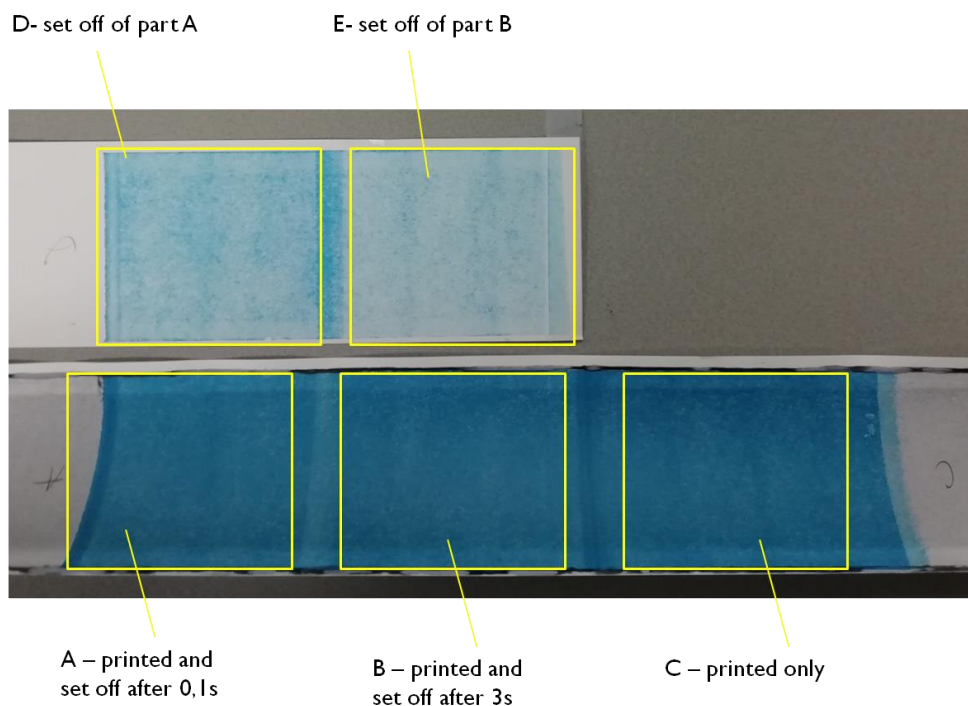 D- set off of part A
E- set off of part B
A – printed and
set off after 0,1s
B – printed and
set off after 3s
C – printed only